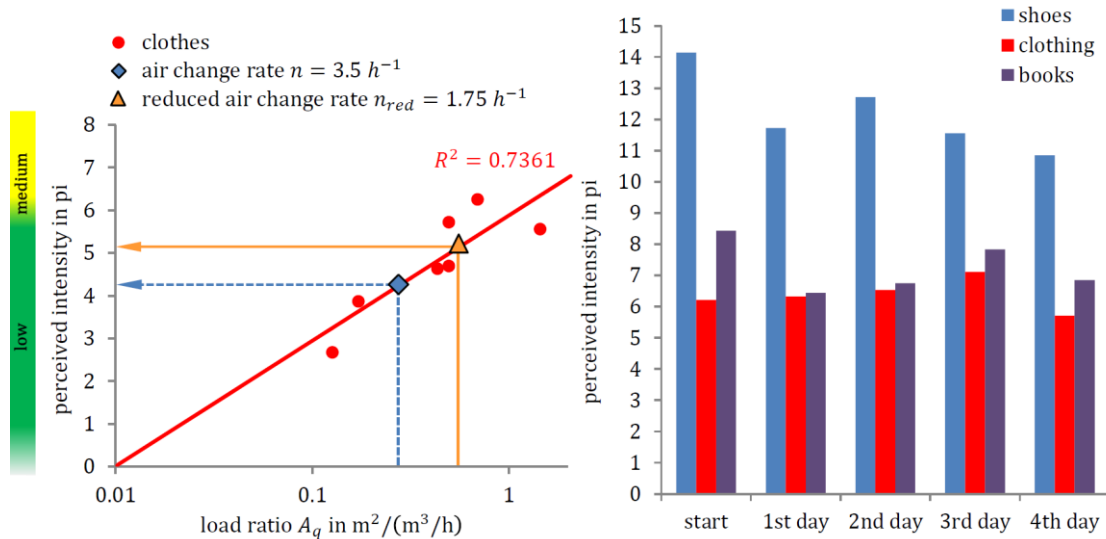 clothes
air change rate n = 3.5 h⁻¹
reduced air change rate n_red = 1.75 h⁻¹
medium
low
perceived intensity in pi
8
7
6
5
4
3
2
1
0
R² = 0.7361
0.01
0.1
1
load ratio A_q in m²/(m³/h)
shoes
clothing
books
perceived intensity in pi
15
14
13
12
11
10
9
8
7
6
5
4
3
2
1
0
start
1st day
2nd day
3rd day
4th day